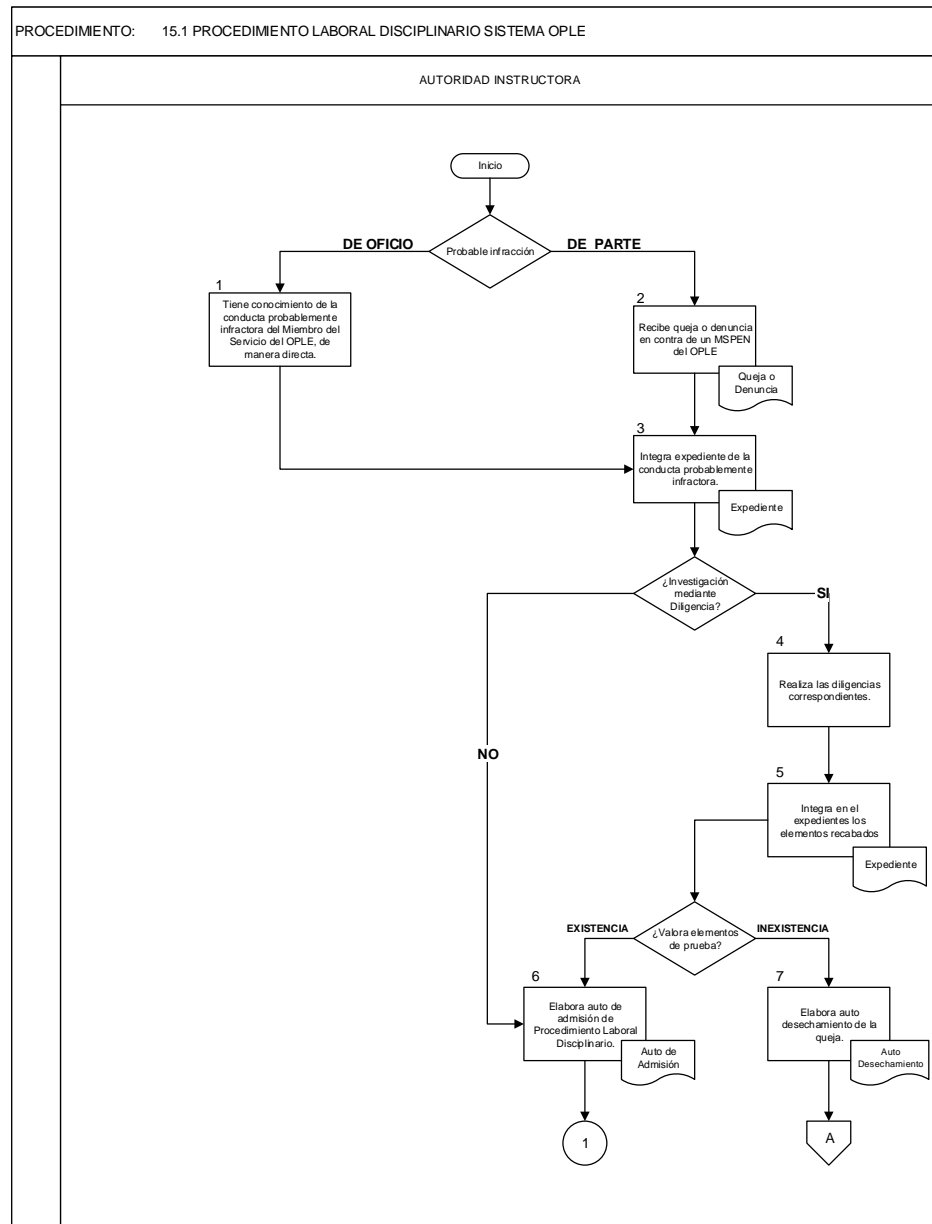 PROCEDIMIENTO: 15.1 PROCEDIMIENTO LABORAL DISCIPLINARIO SISTEMA OPLE
AUTORIDAD INSTRUCTORA
Inicio
Probable infracción
DE OFICIO
DE PARTE
1
Tiene conocimiento de la
conducta probablemente
infractora del Miembro del
Servicio del OPLE, de
manera directa.
2
Recibe queja o denuncia
en contra de un MSPEN
del OPLE
Queja o
Denuncia
3
Integra expediente de la
conducta probablemente
infractora.
Expediente
¿Investigación
mediante
Diligencia?
SI
NO
4
Realiza las diligencias
correspondientes.
5
Integra en el
expedientes los
elementos recabados
Expediente
¿Valora elementos
de prueba?
EXISTENCIA
INEXISTENCIA
6
Elabora auto de
admisión de
Procedimiento Laboral
Disciplinario.
Auto de
Admisión
7
Elabora auto
desechamiento de la
queja.
Auto
Desechamiento
1
A